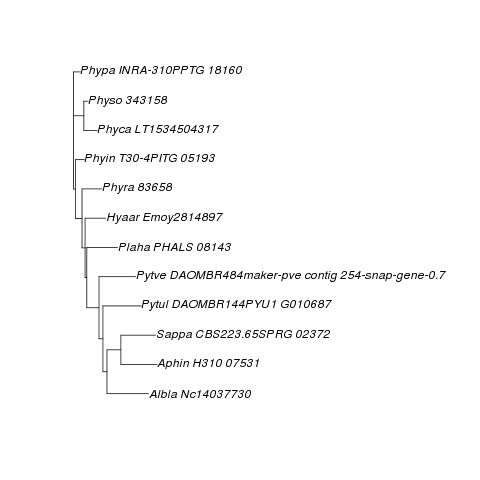 Phypa INRA-310PPTG 18160
Physo 343158
Phyca LT1534504317
Phyin T30-4PITG 05193
Phyra 83658
Hyaar Emoy2814897
Plaha PHALS 08143
Pytve DAOMBR484maker-pve contig 254-snap-gene-0.7
Pytul DAOMBR144PYU1 G010687
Sappa CBS223.65SPRG 02372
Aphin H310 07531
Albla Nc14037730